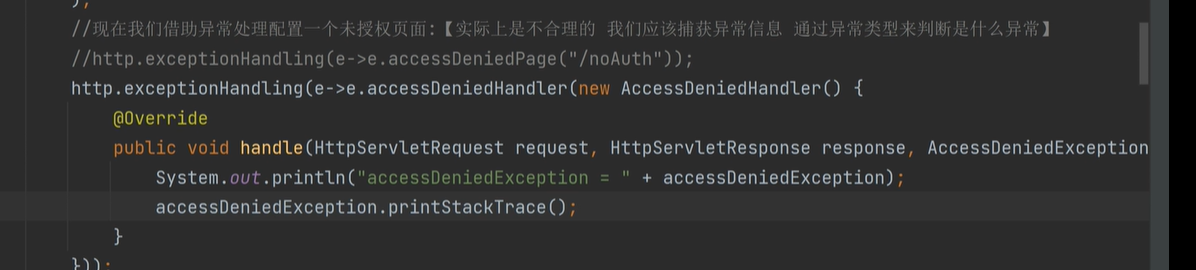 );
//现在我们借助异常处理配置一个未授权页面:【实际上是不合理的 我们应该捕获异常信息 通过异常类型来判断是什么异常】
//http.exceptionHandling(e->e.accessDeniedPage("/noAuth"));
http.exceptionHandling(e->e.accessDeniedHandler(new AccessDeniedHandler() {
@Override
public void handle(HttpServletRequest request, HttpServletResponse response, AccessDeniedException
System.out.println("accessDeniedException = " + accessDeniedException);
accessDeniedException.printStackTrace();
}
}));